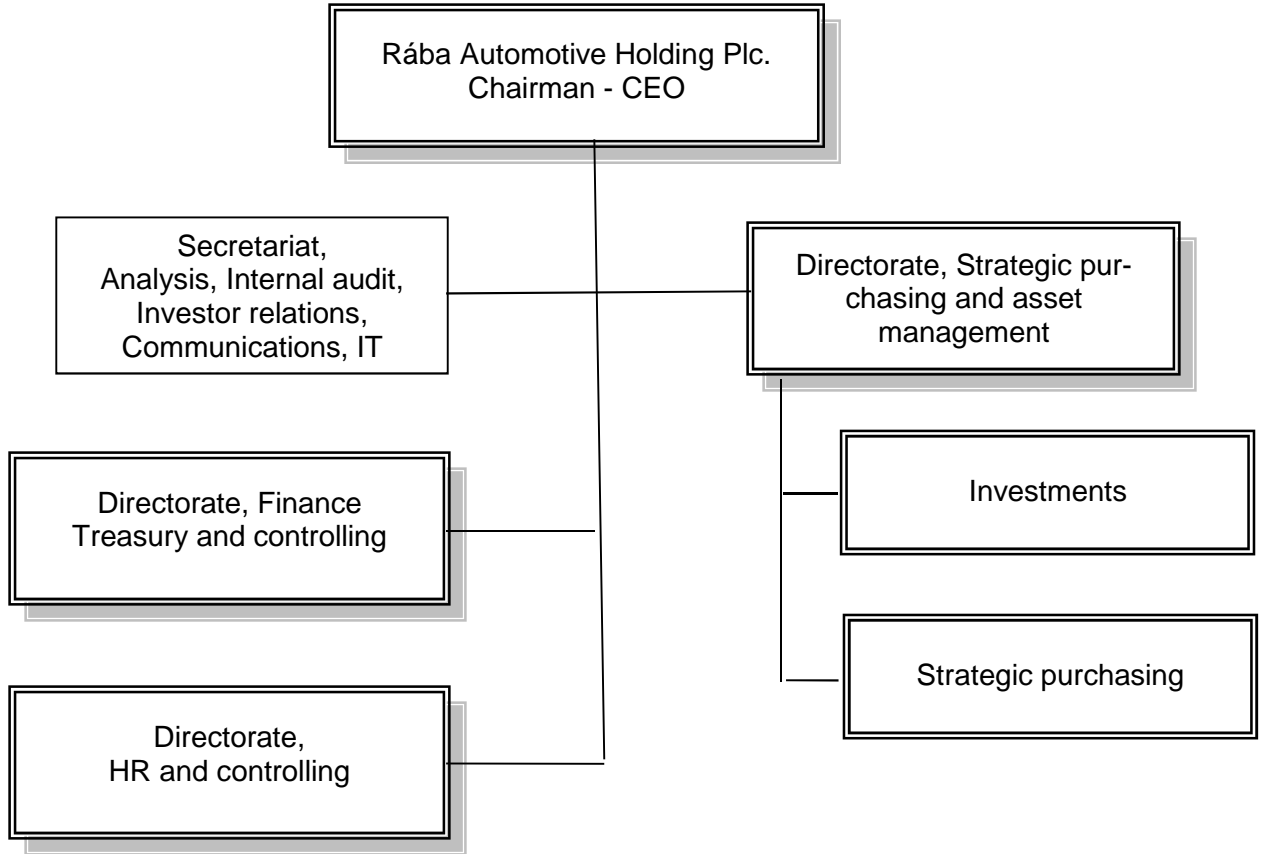 Rába Automotive Holding Plc.
Chairman - CEO
Secretariat,
Analysis, Internal audit,
Investor relations,
Communications, IT
Directorate, Strategic pur-
chasing and asset
management
Directorate, Finance
Treasury and controlling
Investments
Strategic purchasing
Directorate,
HR and controlling